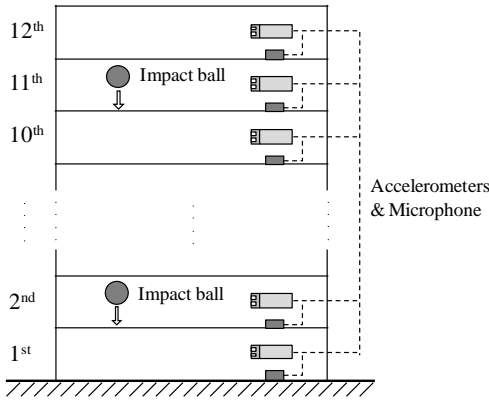 12th
11th
Impact ball
10th
Accelerometers
& Microphone
2nd
Impact ball
1st